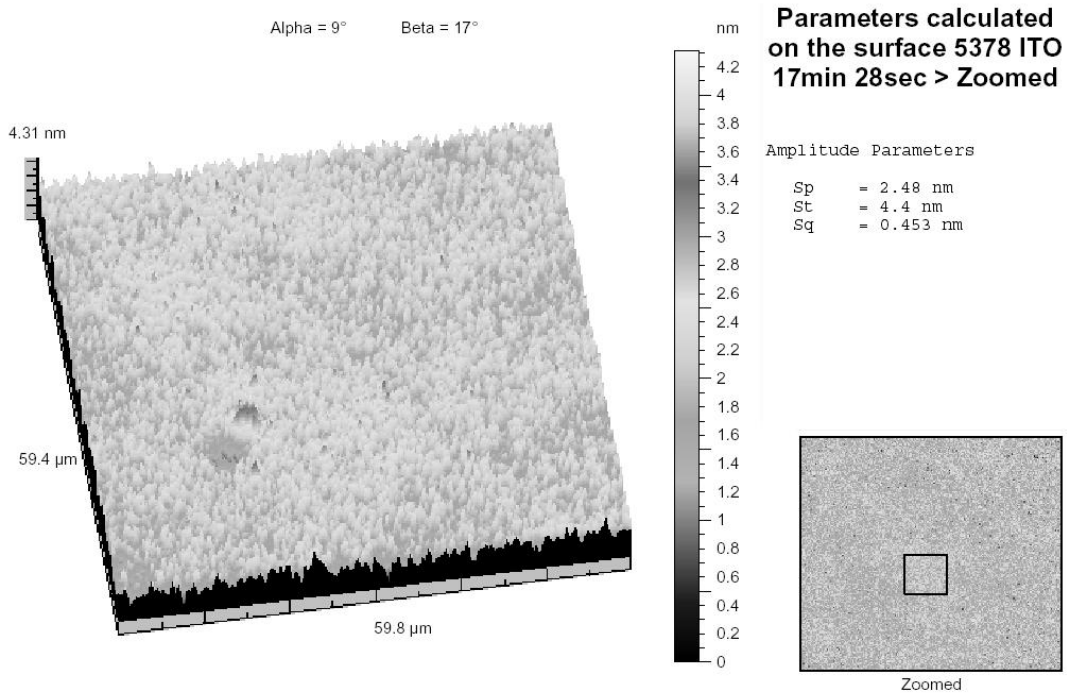 Alpha = 9° Beta = 17°
4.31 nm
59.4 µm
59.8 µm
nm
4.2
4
3.8
3.6
3.4
3.2
3
2.8
2.6
2.4
2.2
2
1.8
1.6
1.4
1.2
1
0.8
0.6
0.4
0.2
0
Parameters calculated
on the surface 5378 ITO
17min 28sec > Zoomed
Amplitude Parameters
Sp = 2.48 nm
St = 4.4 nm
Sq = 0.453 nm
Zoomed